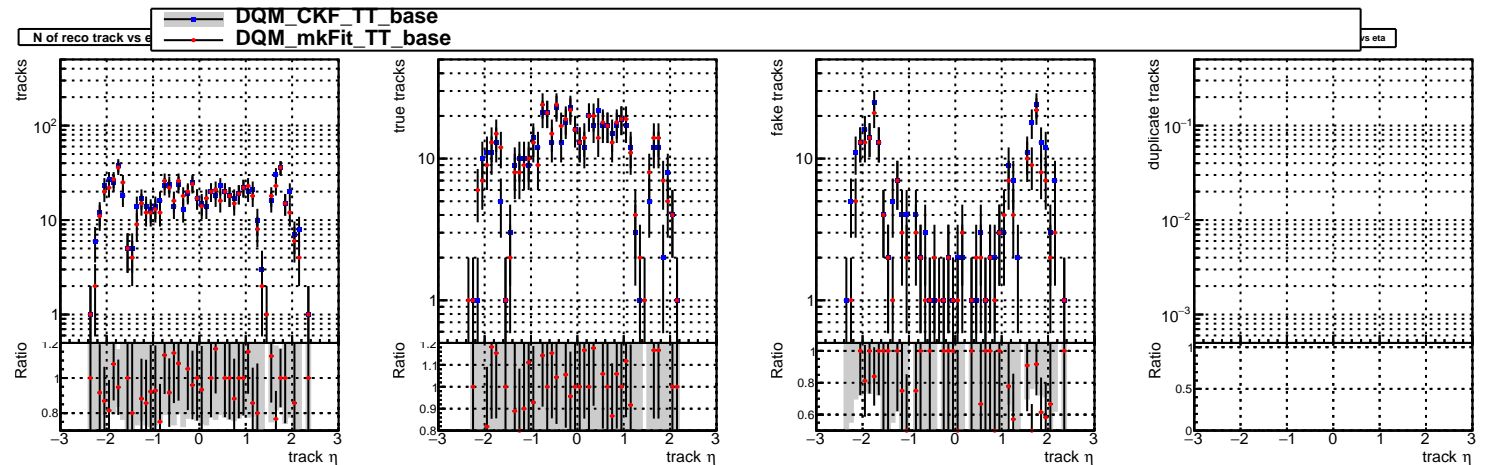 DQM_CKF_TT_base
DQM_mkFit_TT_base
N of reco track vs e
vs eta
tracks
10²
10
1
Ratio
1.2
1
0.8
−3 −2 −1 0 1 2 3
track η
true tracks
10
1
Ratio
1.2
1.1
1
0.9
0.8
−3 −2 −1 0 1 2 3
track η
fake tracks
10
1
Ratio
1
0.8
0.6
−3 −2 −1 0 1 2 3
track η
duplicate tracks
10⁻¹
10⁻²
10⁻³
Ratio
1
0.5
0
−3 −2 −1 0 1 2 3
track η